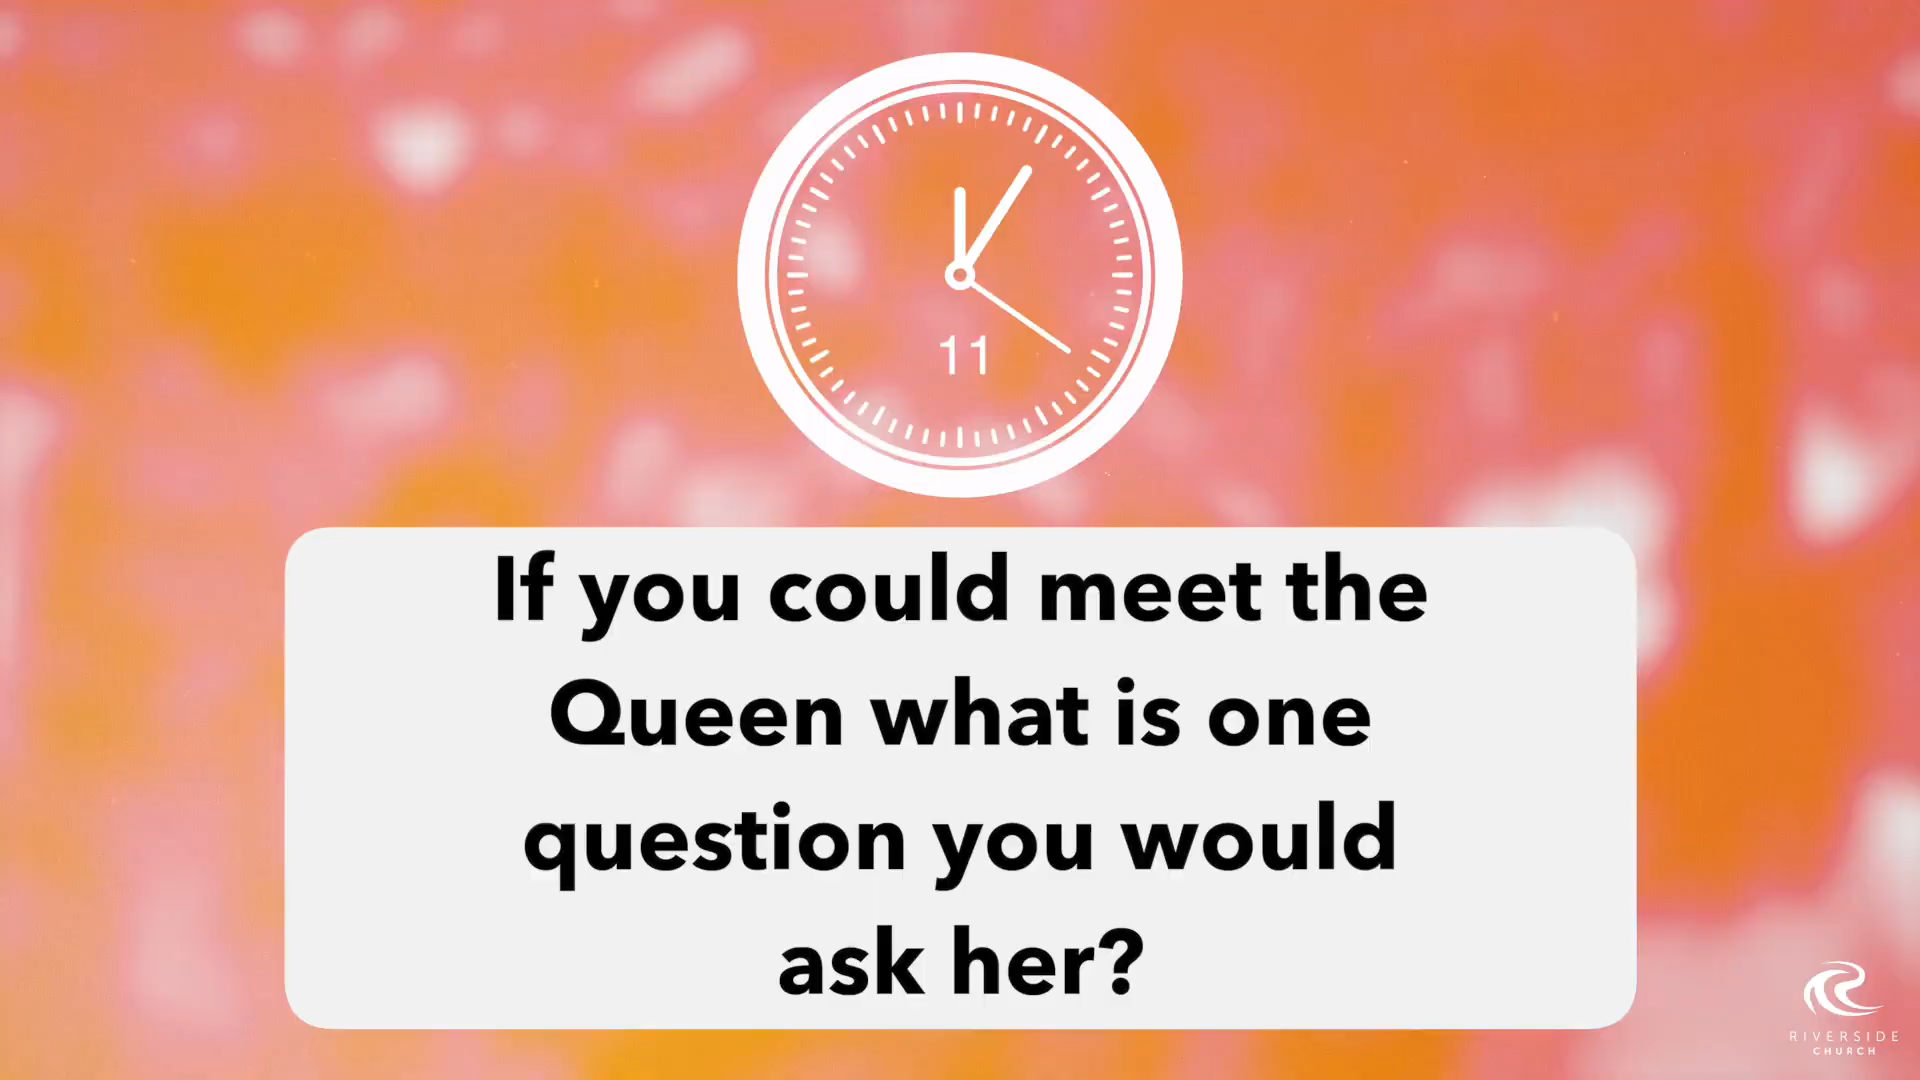 11
If you could meet the
Queen what is one
question you would
ask her?
RIVERSIDE
CHURCH